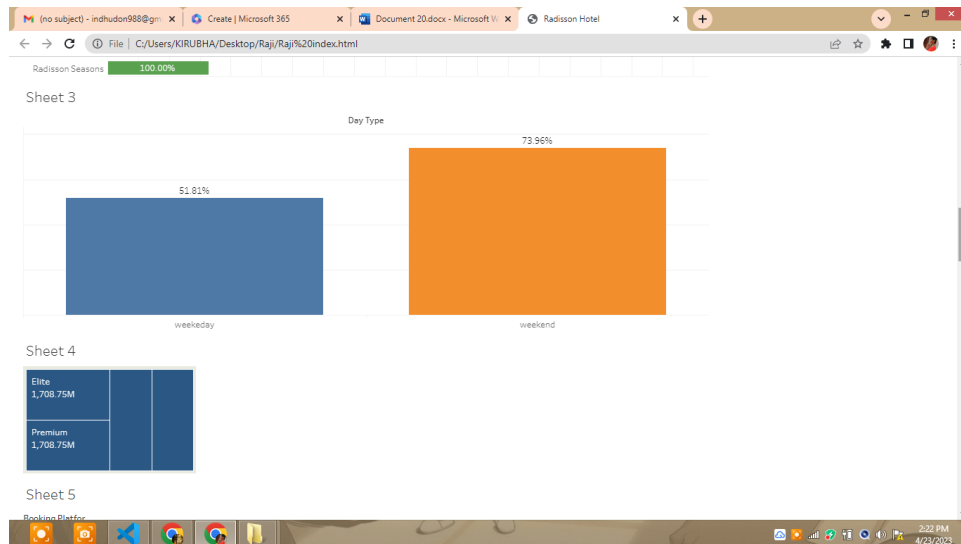 (no subject) - indhudon988@gm
Create | Microsoft 365
Document 20.docx - Microsoft W
Radisson Hotel
File | C:/Users/KIRUBHA/Desktop/Raji/Raji%20index.html
Radisson Seasons 100.00%
Sheet 3
Day Type
73.96%
51.81%
weekeday weekend
Sheet 4
Elite
1,708.75M
Premium
1,708.75M
Sheet 5
Booking Platfor
2:22 PM
4/23/2023